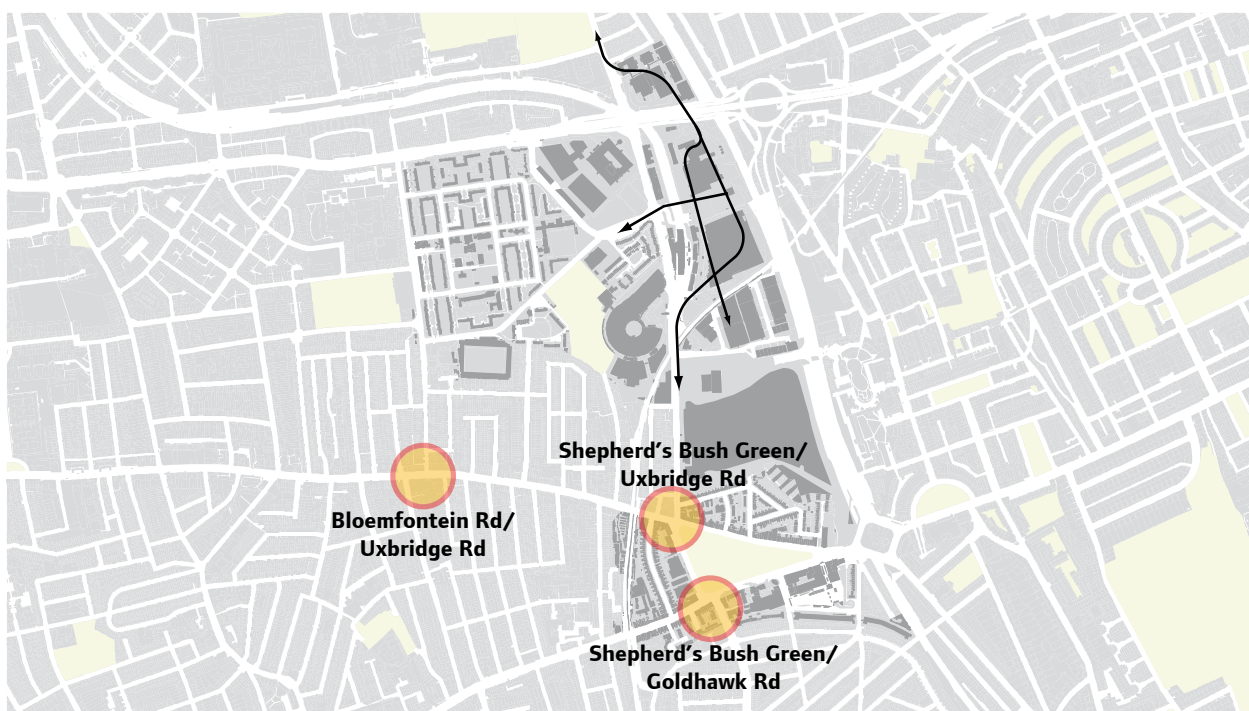 Shepherd's Bush Green/
Uxbridge Rd
Bloemfontein Rd/
Uxbridge Rd
Shepherd's Bush Green/
Goldhawk Rd